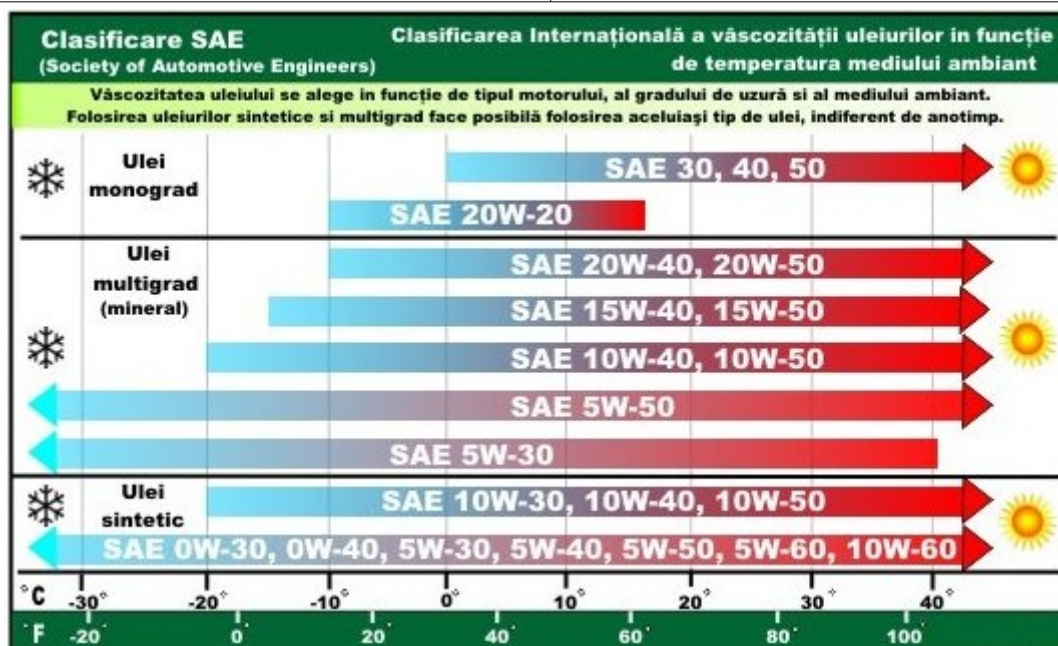 Clasificare SAE
(Society of Automotive Engineers)
Clasificarea Internațională a vâscozității uleiurilor in funcție
de temperatura mediului ambiant
Văscozitatea uleiului se alege in funcție de tipul motorului, al gradului de uzură si al mediului ambiant.
Folosirea uleiurilor sintetice si multigrad face posibilă folosirea aceluiaşi tip de ulei, indiferent de anotimp.
Ulei
monograd
SAE 30, 40, 50
SAE 20W-20
Ulei
multigrad
(mineral)
SAE 20W-40, 20W-50
SAE 15W-40, 15W-50
SAE 10W-40, 10W-50
SAE 5W-50
SAE 5W-30
Ulei
sintetic
SAE 10W-30, 10W-40, 10W-50
SAE 0W-30, 0W-40, 5W-30, 5W-40, 5W-50, 5W-60, 10W-60
°C -30° -20° -10° 0° 10° 20° 30° 40°
°F -20° 0° 20° 40° 60° 80° 100°